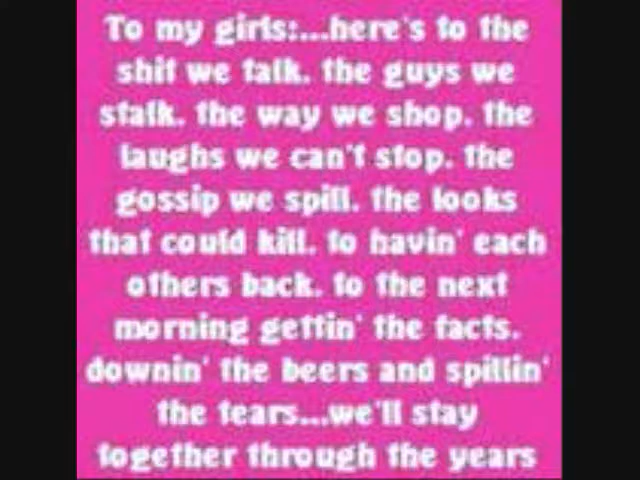 To my girls:...here's to the
shit we talk. the guys we
stalk. the way we shop. the
laughs we can't stop. the
gossip we spill. the looks
that could kill. to havin' each
others back. to the next
morning gettin' the facts.
downin' the beers and spillin'
the tears...we'll stay
together through the years